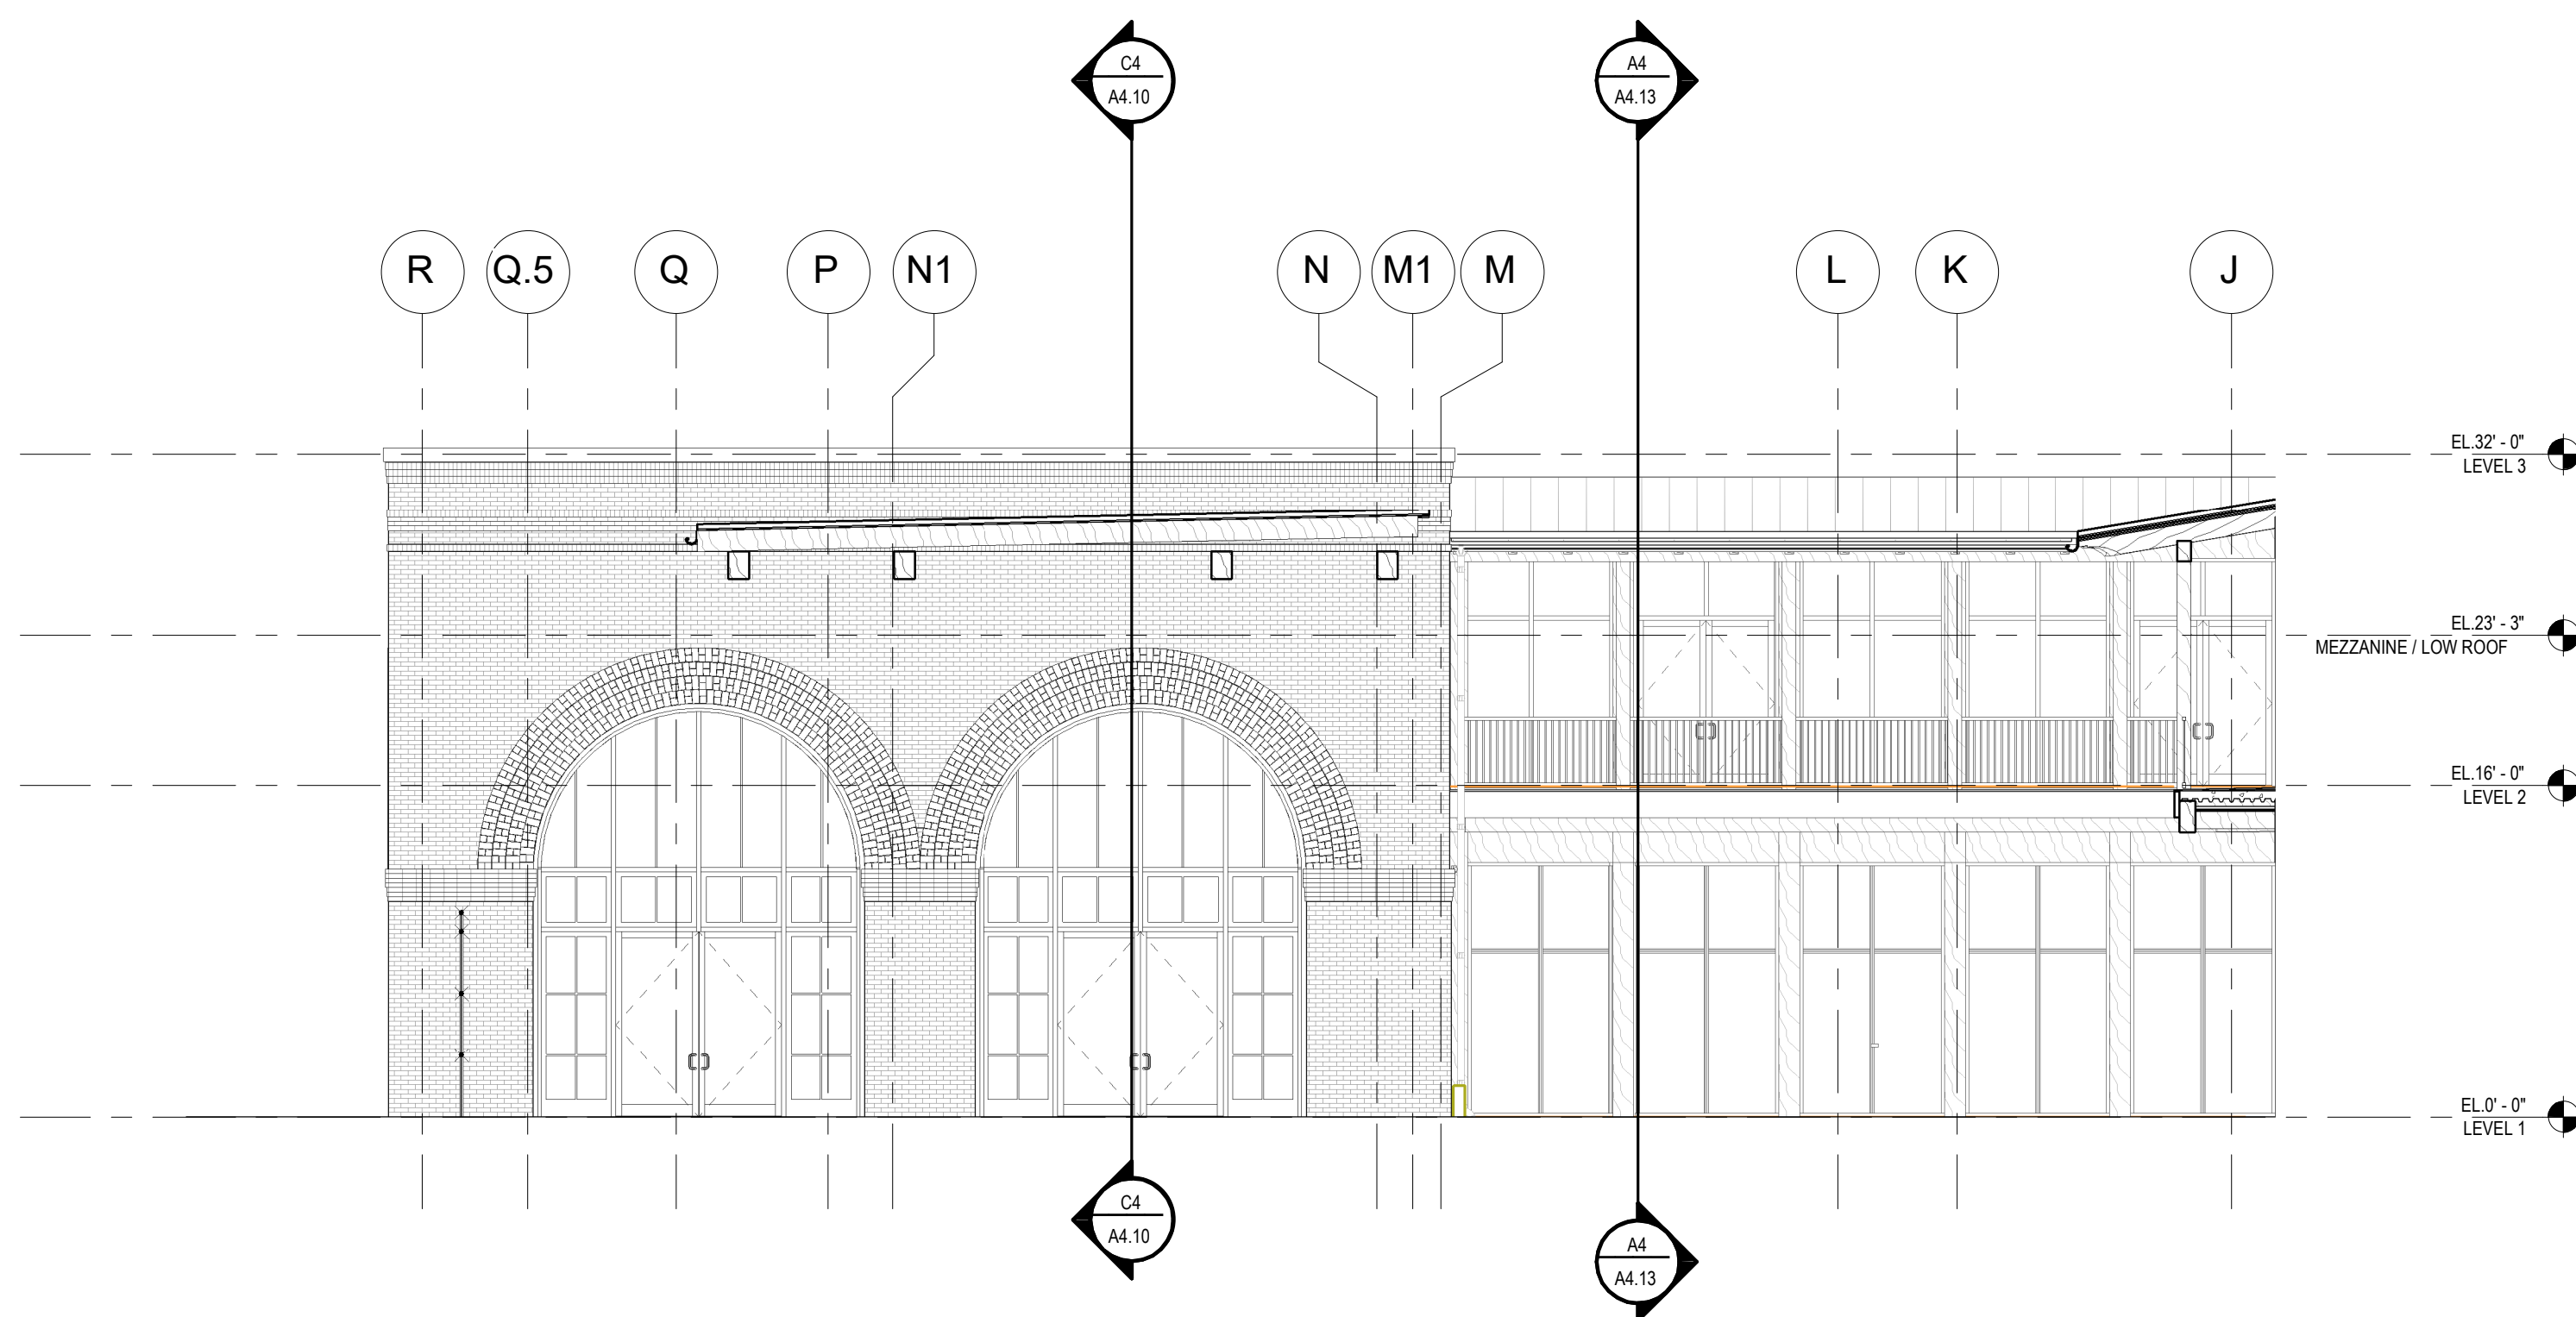 C4
A4.10
A4
A4.13
R
Q.5
Q
P
N1
N
M1
M
L
K
J
EL.32' - 0"
LEVEL 3
EL.23' - 3"
MEZZANINE / LOW ROOF
EL.16' - 0"
LEVEL 2
EL.0' - 0"
LEVEL 1
C4
A4.10
A4
A4.13